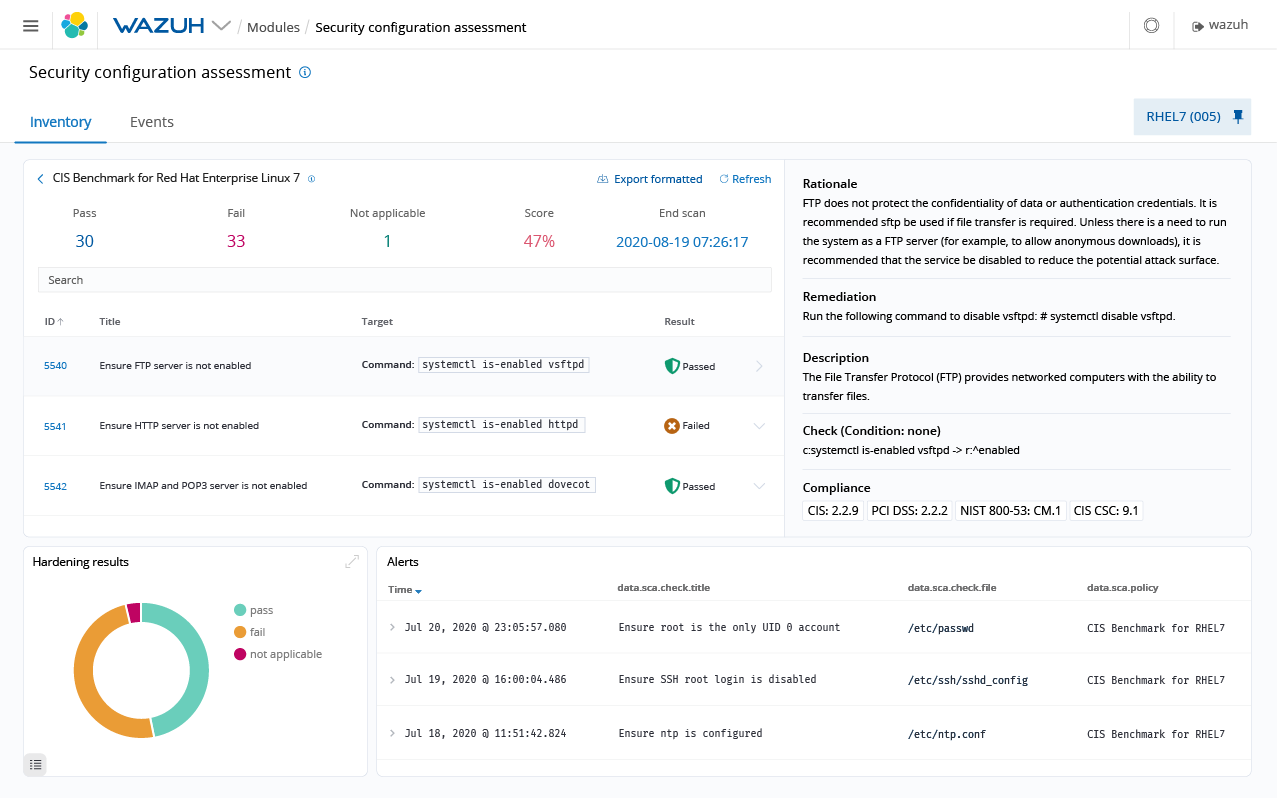 WAZUH / Modules / Security configuration assessment
wazuh
Security configuration assessment
Inventory Events
RHEL7 (005)
CIS Benchmark for Red Hat Enterprise Linux 7
Export formatted Refresh
Pass Fail Not applicable Score End scan
30 33 1 47% 2020-08-19 07:26:17
Search
ID Title Target Result
5540 Ensure FTP server is not enabled Command: systemctl is-enabled vsftpd Passed
5541 Ensure HTTP server is not enabled Command: systemctl is-enabled httpd Failed
5542 Ensure IMAP and POP3 server is not enabled Command: systemctl is-enabled dovecot Passed
Rationale
FTP does not protect the confidentiality of data or authentication credentials. It is
recommended sftp be used if file transfer is required. Unless there is a need to run
the system as a FTP server (for example, to allow anonymous downloads), it is
recommended that the service be disabled to reduce the potential attack surface.
Remediation
Run the following command to disable vsftpd: # systemctl disable vsftpd.
Description
The File Transfer Protocol (FTP) provides networked computers with the ability to
transfer files.
Check (Condition: none)
c:systemctl is-enabled vsftpd -> r:^enabled
Compliance
CIS: 2.2.9 PCI DSS: 2.2.2 NIST 800-53: CM.1 CIS CSC: 9.1
Hardening results
pass
fail
not applicable
Alerts
Time data.sca.check.title data.sca.check.file data.sca.policy
Jul 20, 2020 @ 23:05:57.080 Ensure root is the only UID 0 account /etc/passwd CIS Benchmark for RHEL7
Jul 19, 2020 @ 16:00:04.486 Ensure SSH root login is disabled /etc/ssh/sshd_config CIS Benchmark for RHEL7
Jul 18, 2020 @ 11:51:42.824 Ensure ntp is configured /etc/ntp.conf CIS Benchmark for RHEL7